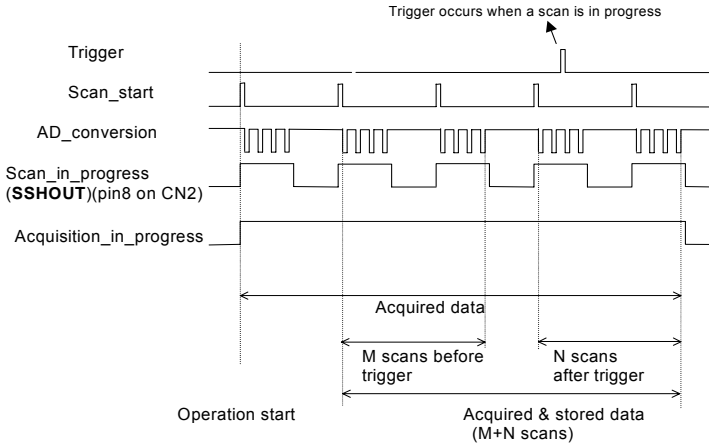 Trigger occurs when a scan is in progress
Trigger
Scan_start
AD_conversion
Scan_in_progress
(SSHOUT)(pin8 on CN2)
Acquisition_in_progress
Acquired data
M scans before
trigger
N scans
after trigger
Operation start
Acquired & stored data
(M+N scans)